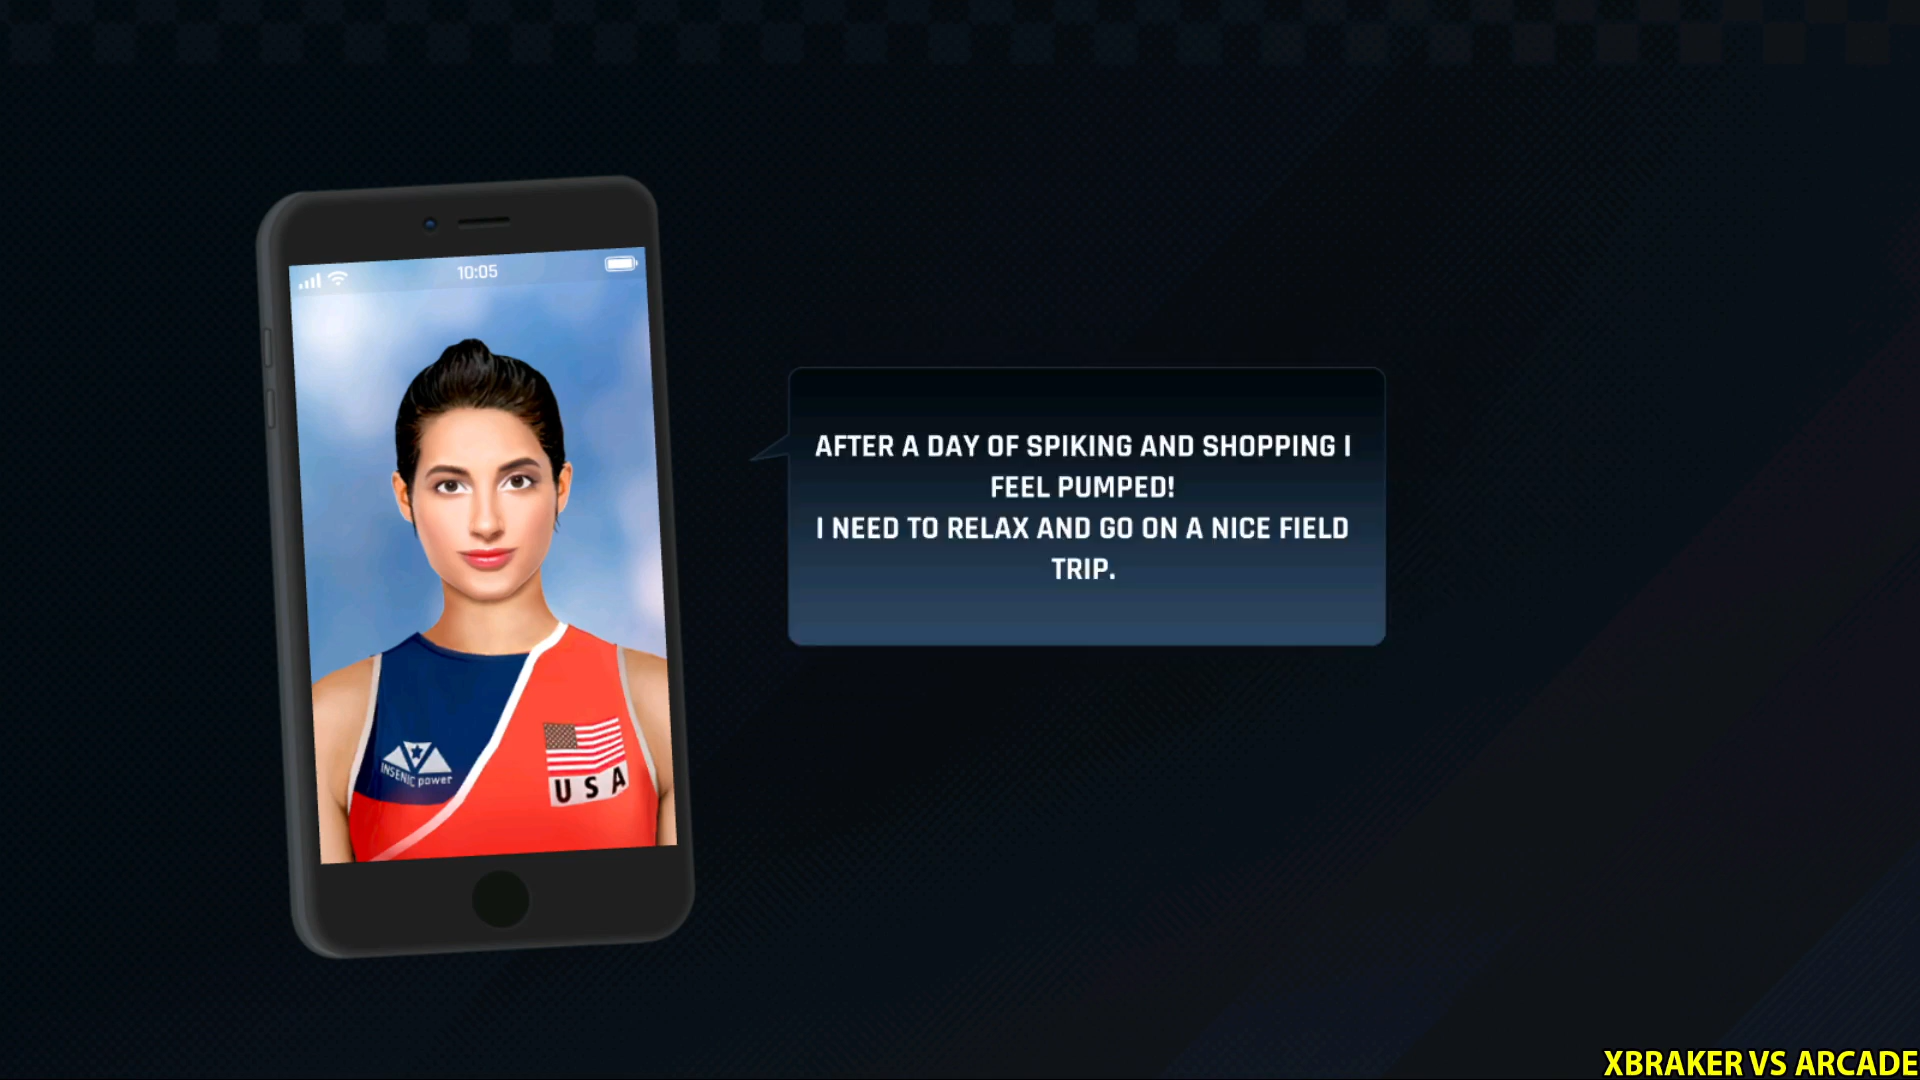 10:05
AFTER A DAY OF SPIKING AND SHOPPING I
FEEL PUMPED!
I NEED TO RELAX AND GO ON A NICE FIELD
TRIP.
INSENIC power
USA
XBRAKER VS ARCADE